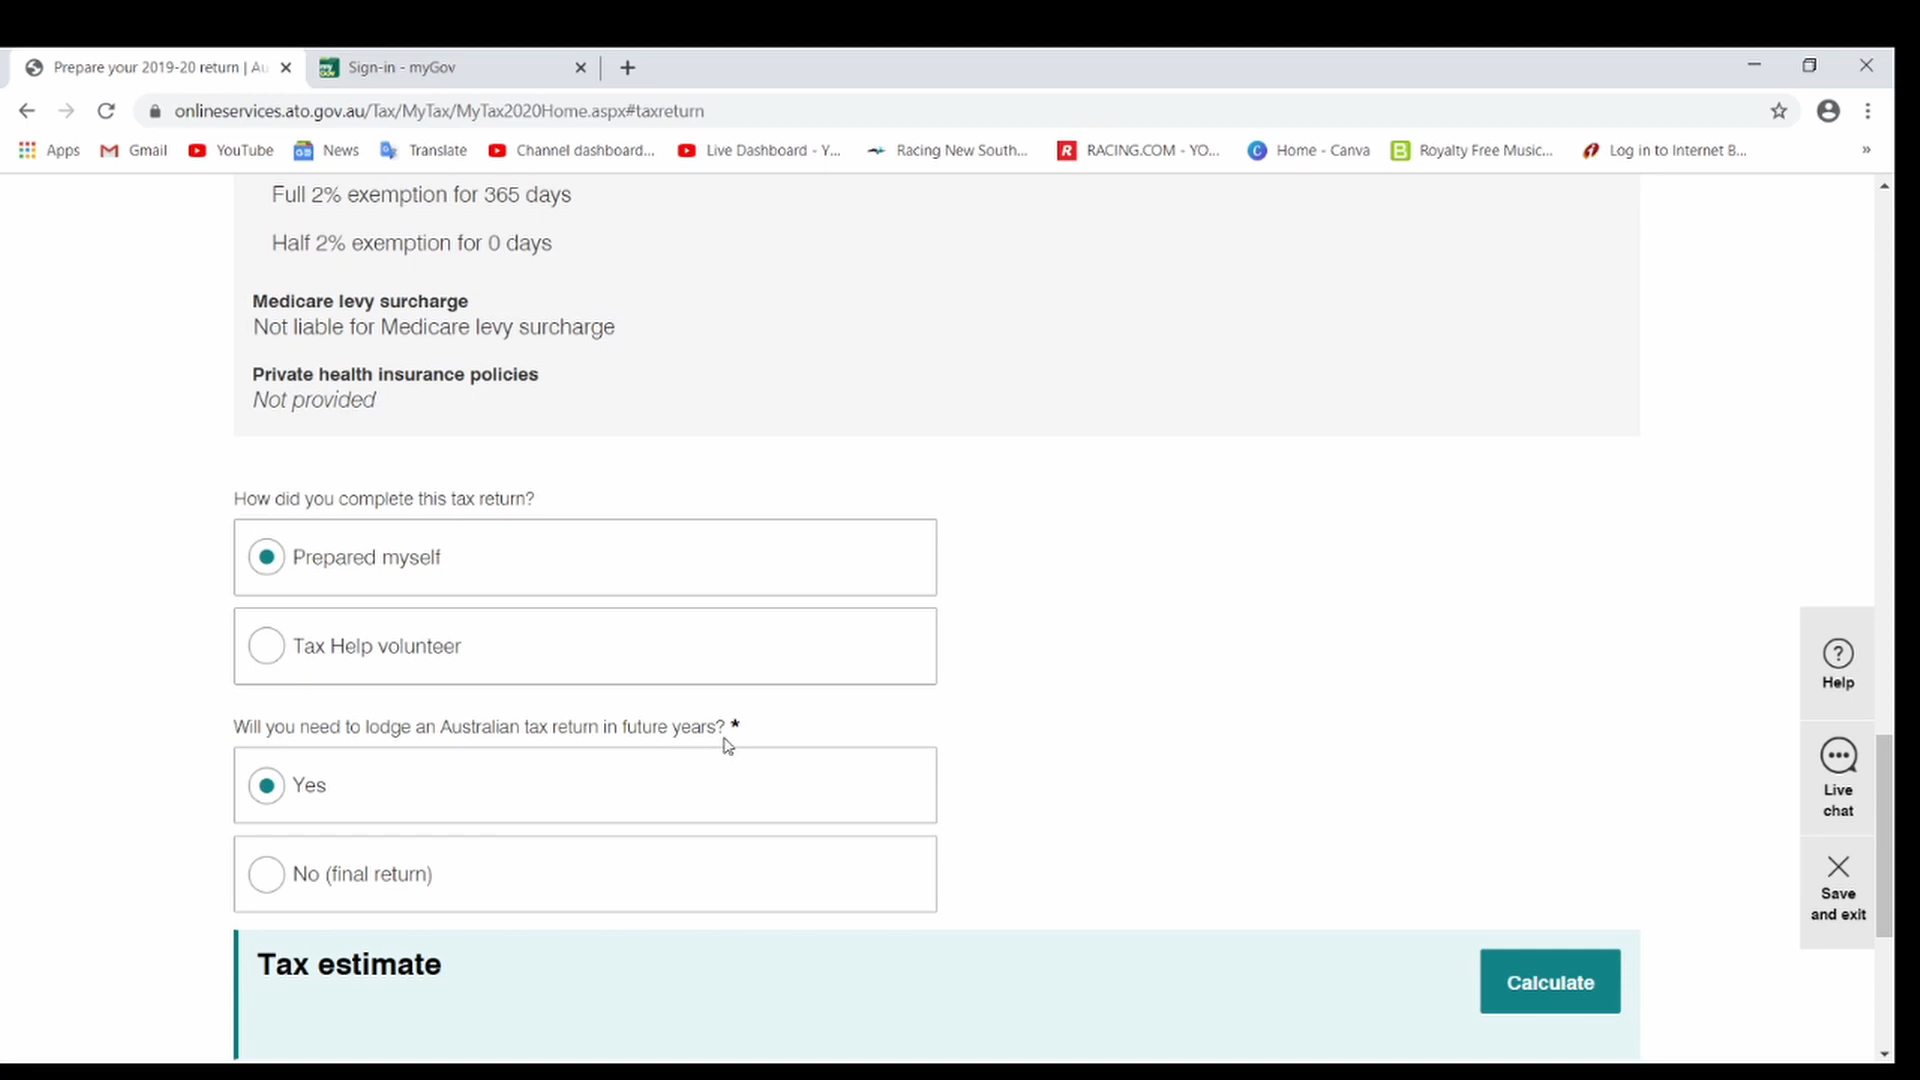 Prepare your 2019-20 return | Au
Sign-in - myGov
onlineservices.ato.gov.au/Tax/MyTax/MyTax2020Home.aspx#taxreturn
Apps
Gmail
YouTube
News
Translate
Channel dashboard...
Live Dashboard - Y...
Racing New South...
RACING.COM - YO...
Home - Canva
Royalty Free Music...
Log in to Internet B...
»
Full 2% exemption for 365 days
Half 2% exemption for 0 days
Medicare levy surcharge
Not liable for Medicare levy surcharge
Private health insurance policies
Not provided
How did you complete this tax return?
Prepared myself
Tax Help volunteer
Will you need to lodge an Australian tax return in future years? *
Yes
No (final return)
Tax estimate
Calculate
Help
Live
chat
Save
and exit